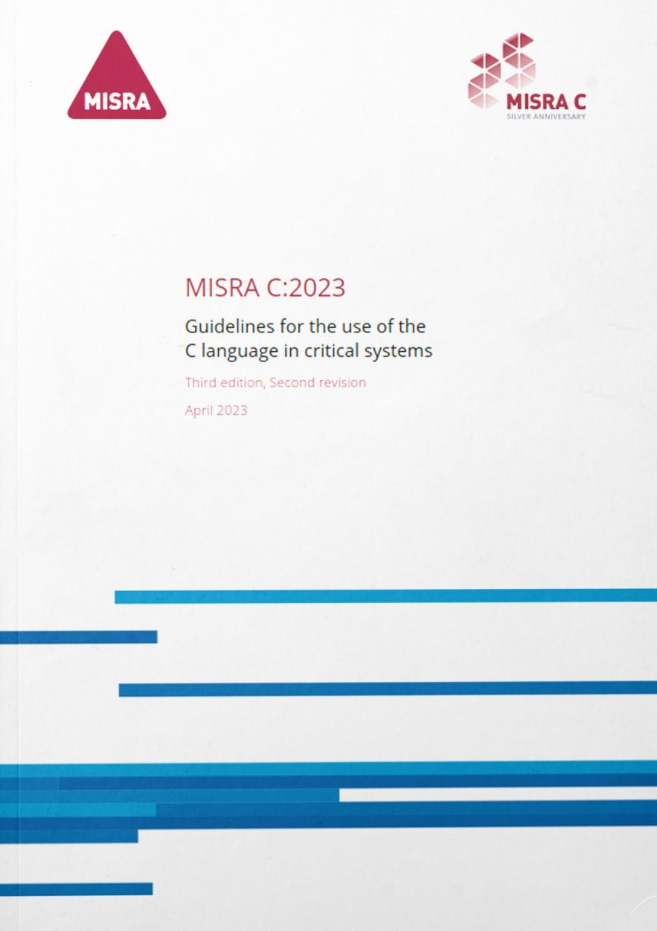 MISRA
MISRA C
SILVER ANNIVERSARY
MISRA C:2023
Guidelines for the use of the
C language in critical systems
Third edition, Second revision
April 2023